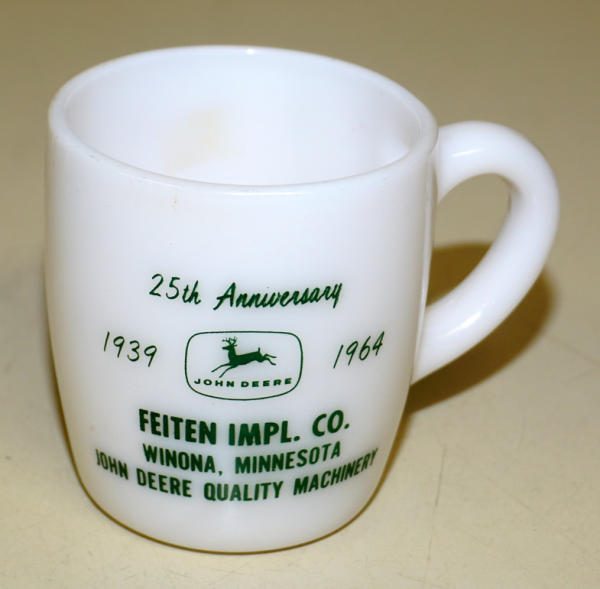 25th Anniversary
1939 JOHN DEERE 1964
FEITEN IMPL. CO.
WINONA, MINNESOTA
JOHN DEERE QUALITY MACHINERY